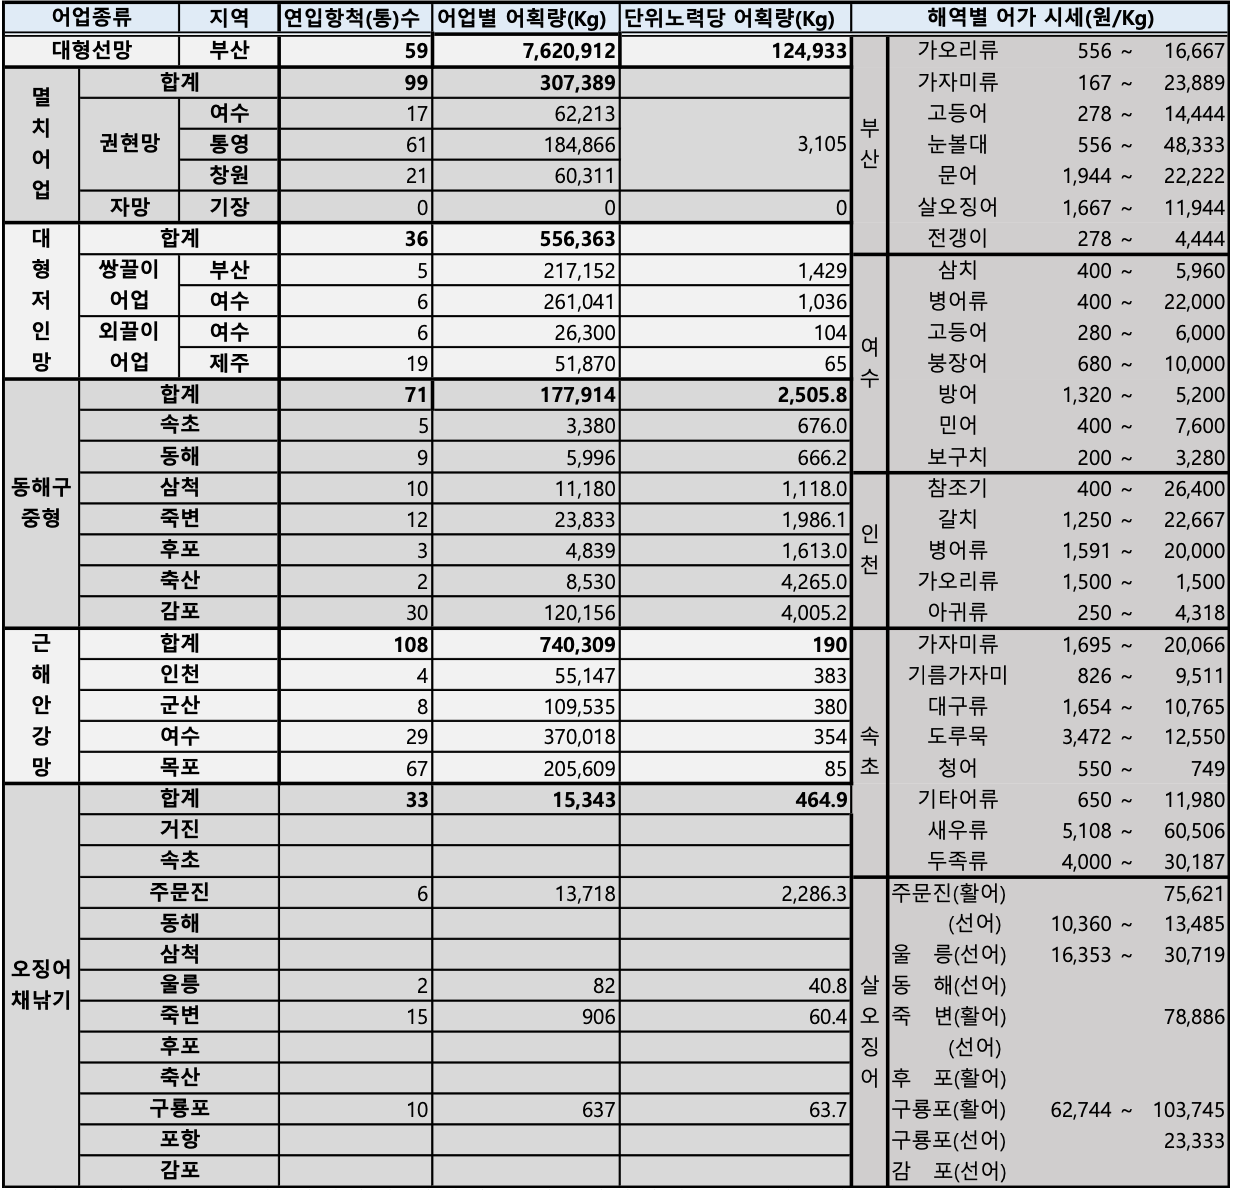 어업종류 지역 연입항척(통)수 어업별 어획량(Kg) 단위노력당 어획량(Kg) 해역별 어가 시세(원/Kg)
대형선망 부산 59 7,620,912 124,933 가오리류 556 ~ 16,667
합계 99 307,389 가자미류 167 ~ 23,889
멸치어업 권현망 여수 17 62,213 부산 고등어 278 ~ 14,444
통영 61 184,866 3,105 눈볼대 556 ~ 48,333
창원 21 60,311 문어 1,944 ~ 22,222
자망 기장 0 0 0 살오징어 1,667 ~ 11,944
합계 36 556,363 전갱이 278 ~ 4,444
대형저인망 쌍끌이 어업 부산 5 217,152 1,429 삼치 400 ~ 5,960
여수 6 261,041 1,036 병어류 400 ~ 22,000
외끌이 어업 여수 6 26,300 104 여수 고등어 280 ~ 6,000
제주 19 51,870 65 붕장어 680 ~ 10,000
합계 71 177,914 2,505.8 방어 1,320 ~ 5,200
속초 5 3,380 676.0 민어 400 ~ 7,600
동해 9 5,996 666.2 보구치 200 ~ 3,280
동해구 중형 삼척 10 11,180 1,118.0 참조기 400 ~ 26,400
죽변 12 23,833 1,986.1 인천 갈치 1,250 ~ 22,667
후포 3 4,839 1,613.0 병어류 1,591 ~ 20,000
축산 2 8,530 4,265.0 가오리류 1,500 ~ 1,500
감포 30 120,156 4,005.2 아귀류 250 ~ 4,318
합계 108 740,309 190 가자미류 1,695 ~ 20,066
근해안강망 인천 4 55,147 383 기름가자미 826 ~ 9,511
군산 8 109,535 380 대구류 1,654 ~ 10,765
여수 29 370,018 354 속초 도루묵 3,472 ~ 12,550
목포 67 205,609 85 청어 550 ~ 749
합계 33 15,343 464.9 기타어류 650 ~ 11,980
거진 새우류 5,108 ~ 60,506
속초 두족류 4,000 ~ 30,187
주문진 6 13,718 2,286.3 주문진(활어) 75,621
동해 (선어) 10,360 ~ 13,485
삼척 울 릉(선어) 16,353 ~ 30,719
오징어 채낚기 울릉 2 82 40.8 살오징어 동 해(선어)
죽변 15 906 60.4 죽 변(활어) 78,886
후포 (선어)
축산 후 포(활어)
구룡포 10 637 63.7 구룡포(활어) 62,744 ~ 103,745
포항 구룡포(선어) 23,333
감포 감 포(선어)